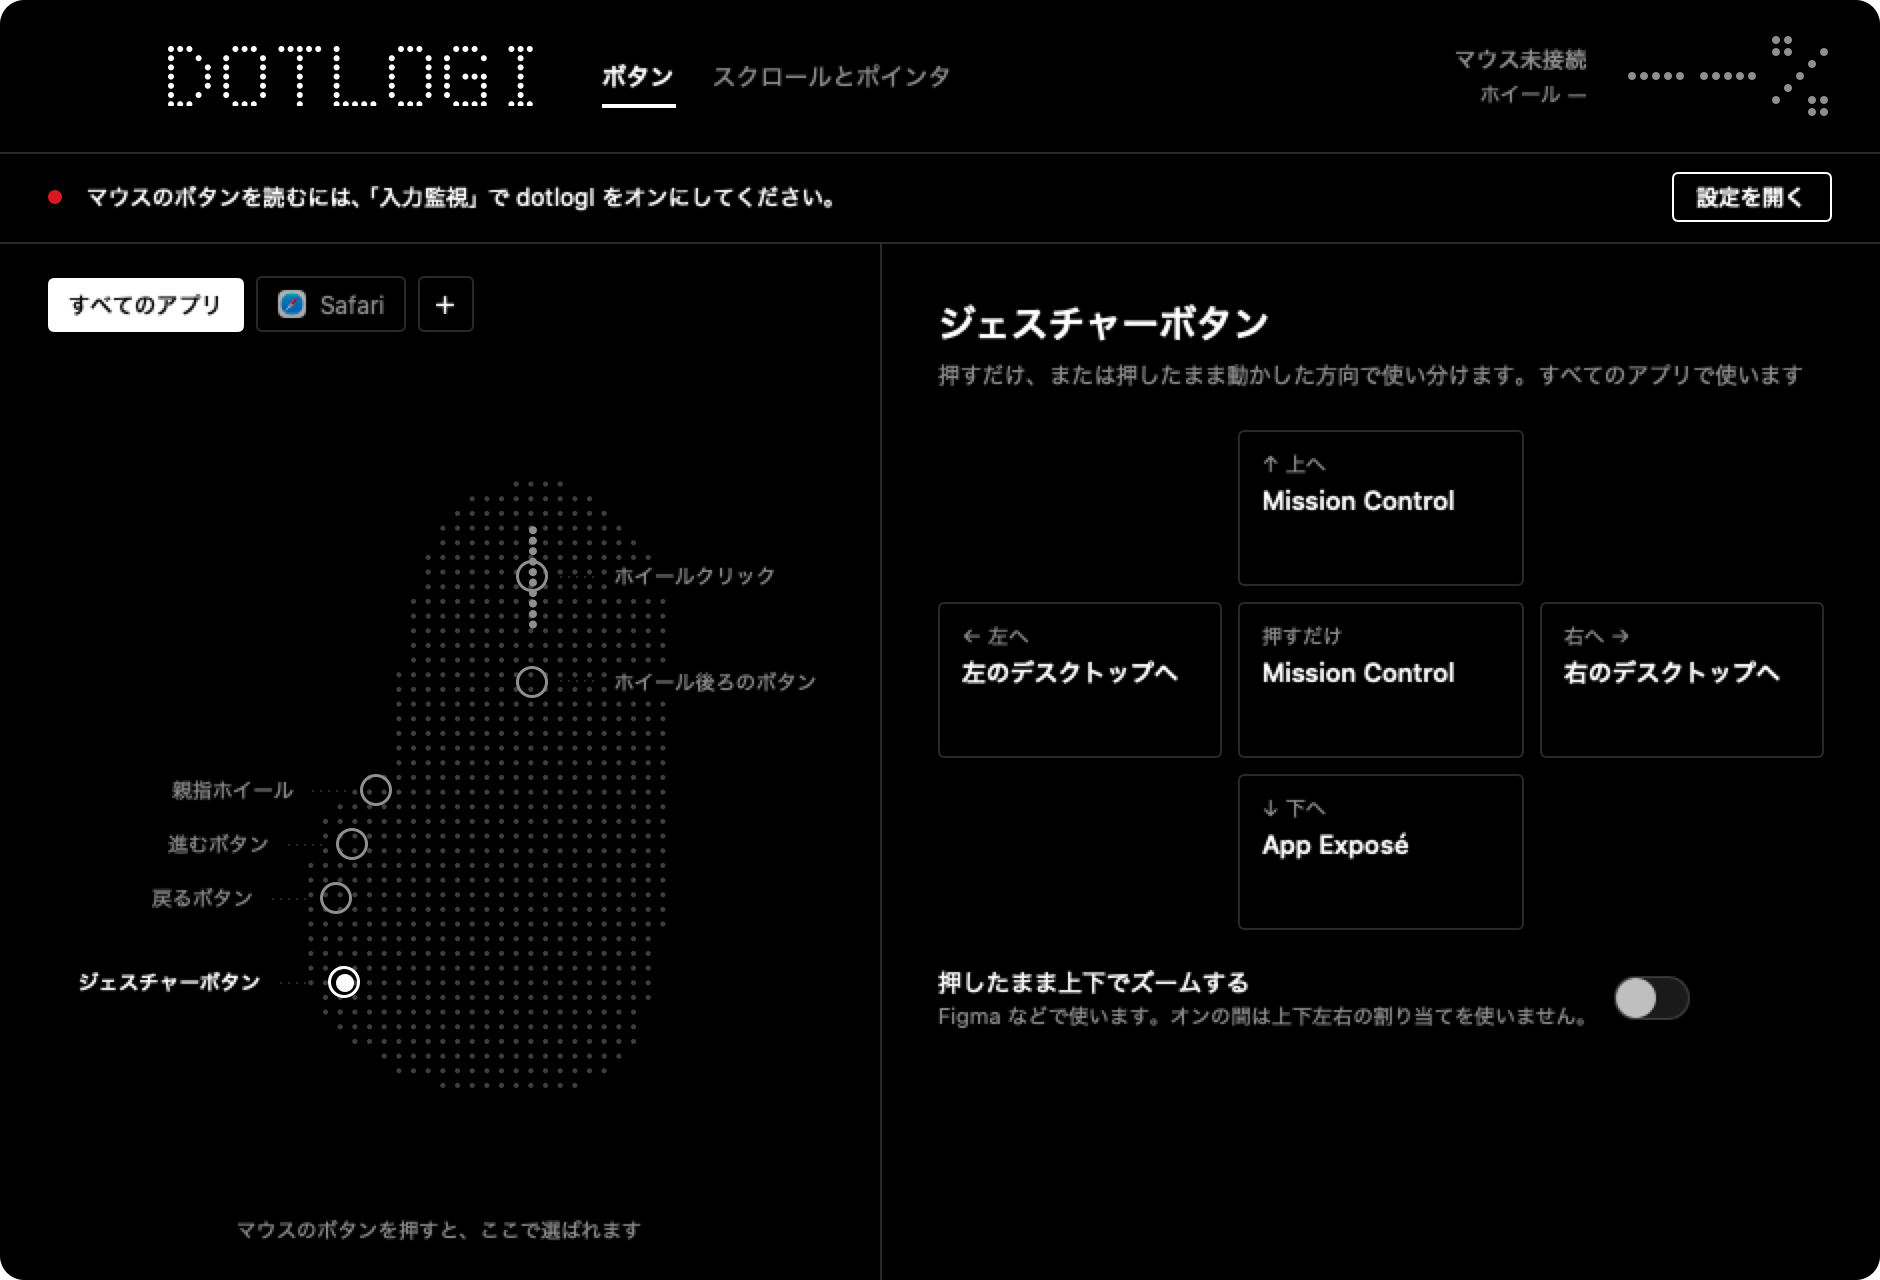 DOTLOGI
ボタン
スクロールとポインタ
マウス未接続
ホイール —
-- %
マウスのボタンを読むには、「入力監視」で dotlogI をオンにしてください。
設定を開く
すべてのアプリ
Safari
+
ホイールクリック
ホイール後ろのボタン
親指ホイール
進むボタン
戻るボタン
ジェスチャーボタン
マウスのボタンを押すと、ここで選ばれます
ジェスチャーボタン
押すだけ、または押したまま動かした方向で使い分けます。すべてのアプリで使います
↑ 上へ
Mission Control
← 左へ
左のデスクトップへ
押すだけ
Mission Control
右へ →
右のデスクトップへ
↓ 下へ
App Exposé
押したまま上下でズームする
Figma などで使います。オンの間は上下左右の割り当てを使いません。